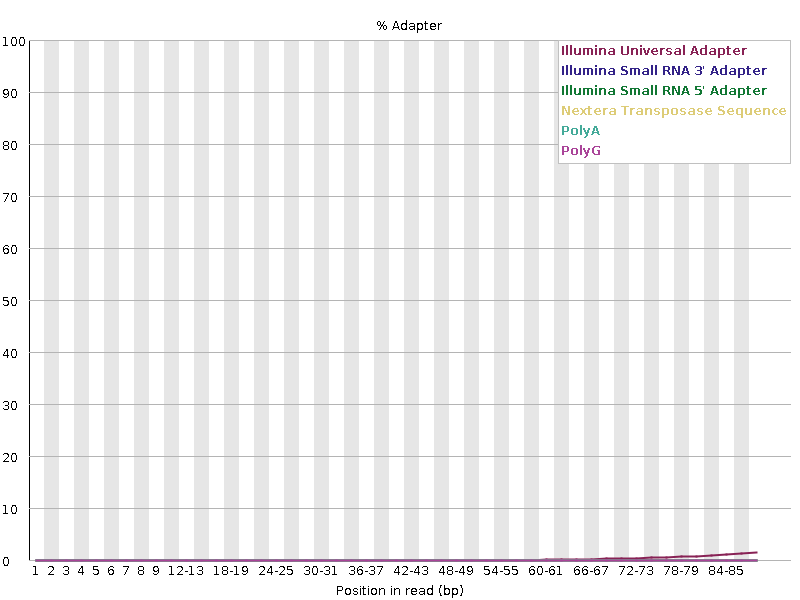 % Adapter
100
Illumina Universal Adapter
Illumina Small RNA 3' Adapter
90
Illumina Small RNA 5' Adapter
Nextera Transposase Sequence
PolyA
80
PolyG
70
60
50
40
30
20
10
0
1 2 3 4 5 6 7 8 9 12-13 18-19 24-25 30-31 36-37 42-43 48-49 54-55 60-61 66-67 72-73 78-79 84-85
Position in read (bp)